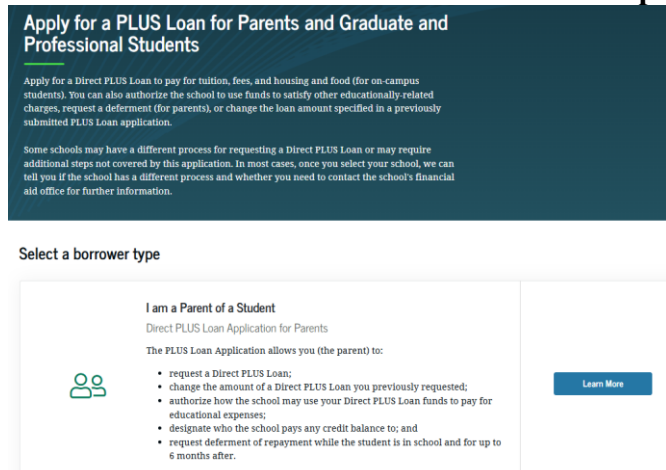 Apply for a PLUS Loan for Parents and Graduate and
Professional Students
Apply for a Direct PLUS Loan to pay for tuition, fees, and housing and food (for on-campus
students). You can also authorize the school to use funds to satisfy other educationally-related
charges, request a deferment (for parents), or change the loan amount specified in a previously
submitted PLUS Loan application.
Some schools may have a different process for requesting a Direct PLUS Loan or may require
additional steps not covered by this application. In most cases, once you select your school, we can
tell you if the school has a different process and whether you need to contact the school's financial
aid office for further information.
Select a borrower type
I am a Parent of a Student
Direct PLUS Loan Application for Parents
The PLUS Loan Application allows you (the parent) to:
• request a Direct PLUS Loan;
• change the amount of a Direct PLUS Loan you previously requested;
• authorize how the school may use your Direct PLUS Loan funds to pay for
educational expenses;
• designate who the school pays any credit balance to; and
• request deferment of repayment while the student is in school and for up to
6 months after.
Learn More